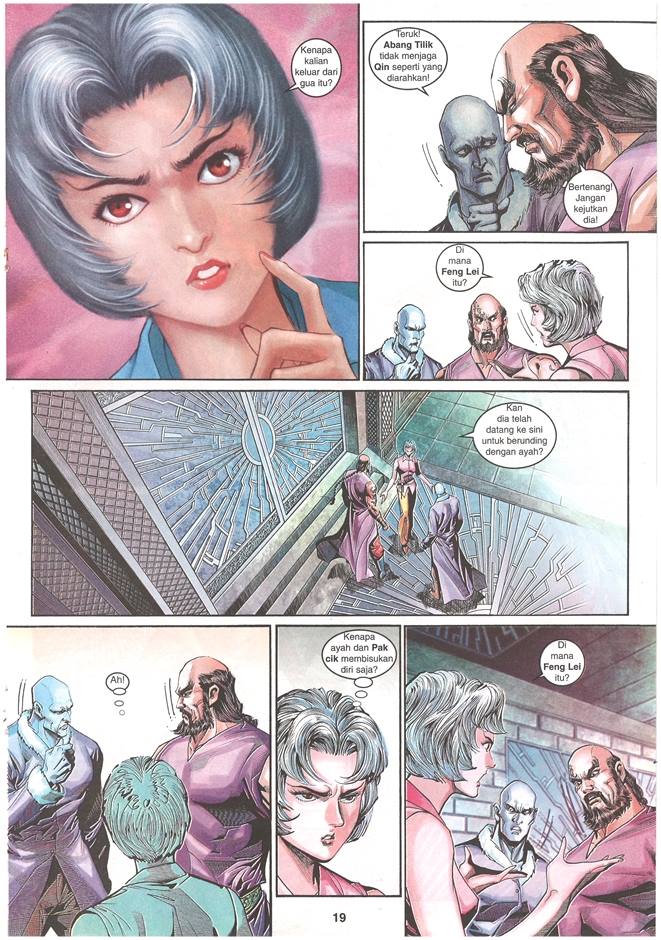 Kenapa
kalian
keluar dari
gua itu?
Teruk!
Abang Tilik
tidak menjaga
Qin seperti yang
diarahkan!
Bertenang!
Jangan
kejutkan
dia!
Di
mana
Feng Lei
itu?
Kan
dia telah
datang ke sini
untuk berunding
dengan ayah?
Ah!
Kenapa
ayah dan Pak
cik membisukan
diri saja?
Di
mana
Feng Lei
itu?
19